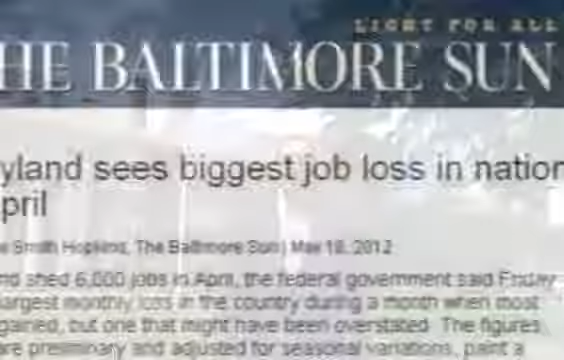 LIGHT FOR ALL
HE BALTIMORE SUN
yland sees biggest job loss in nation
pril
Smith Hopkins, The Baltimore Sun | May 18, 2012
nd shed 6,000 jobs in April, the federal government said Friday
largest monthly loss in the country during a month when most
gained, but one that might have been overstated. The figures,
are preliminary and adjusted for seasonal variations, paint a